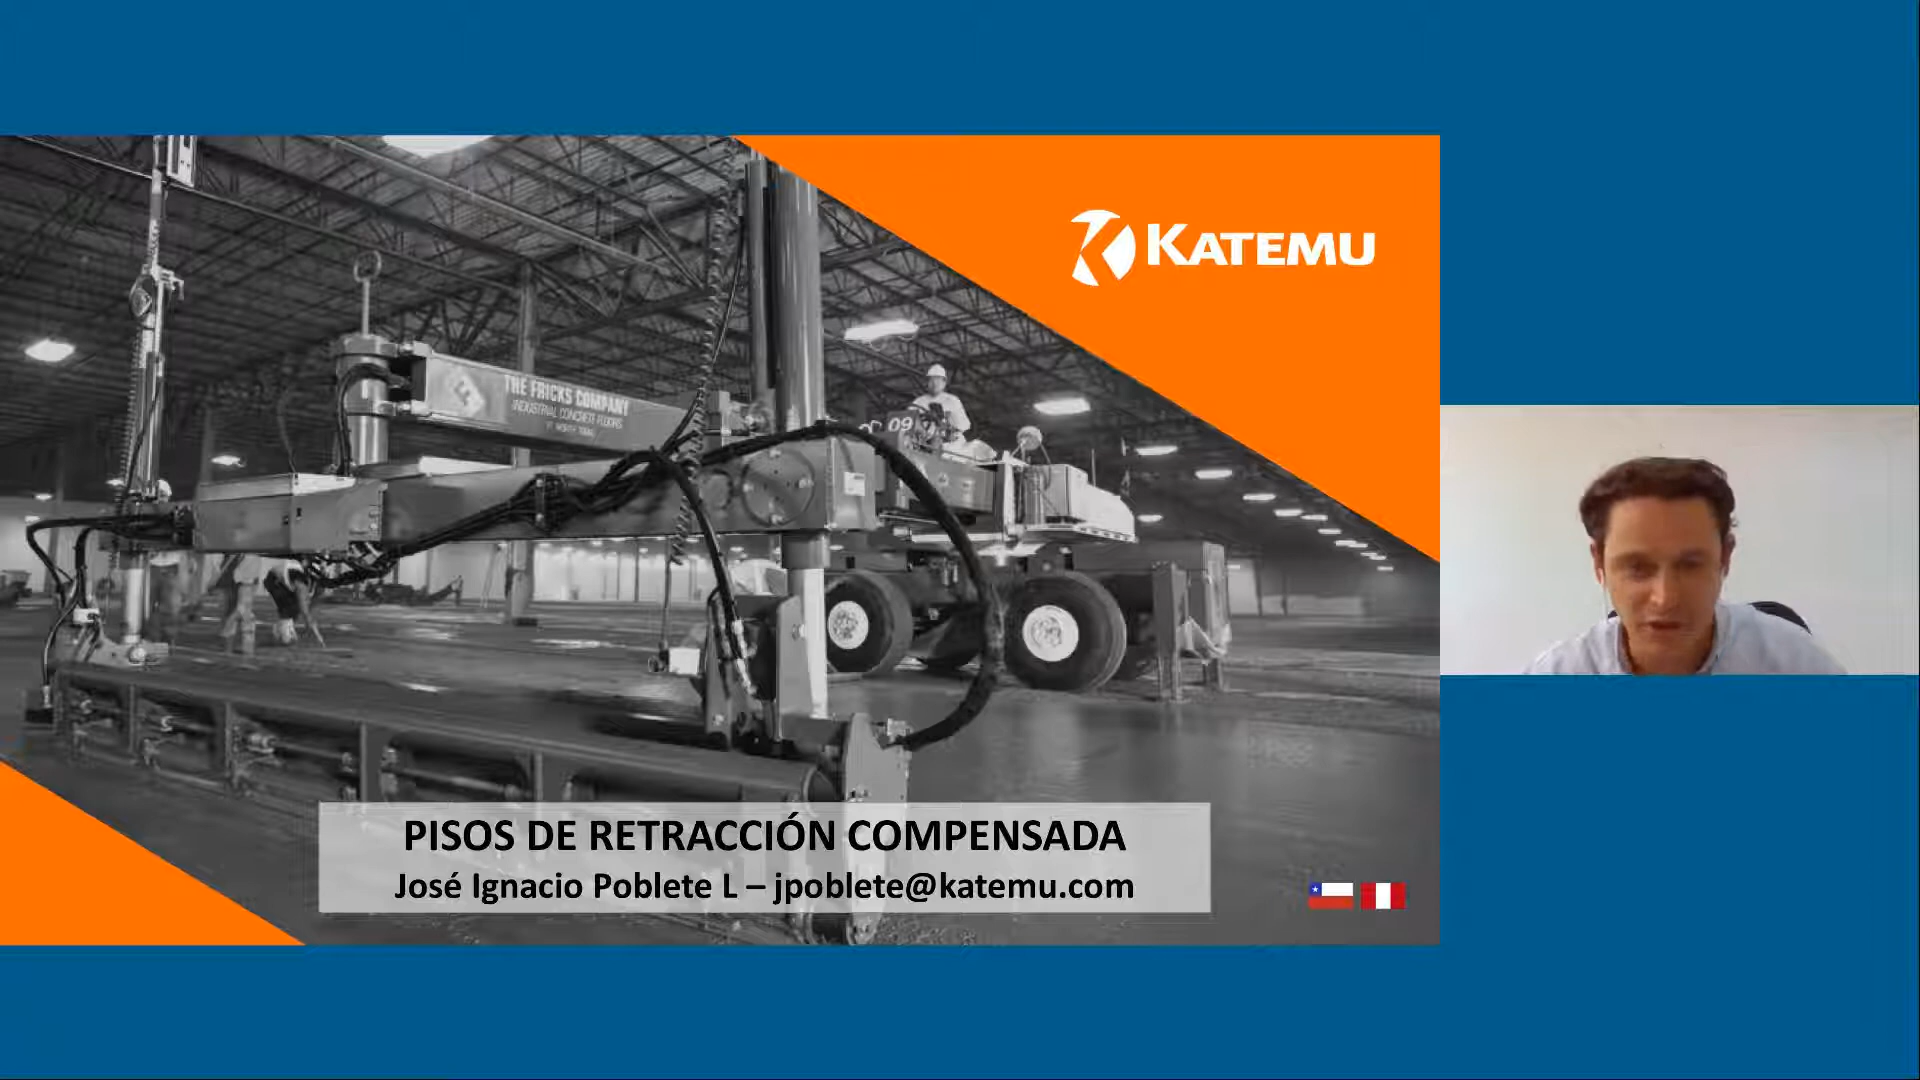 KATEMU
THE FRICKS COMPANY
INDUSTRIAL CONCRETE FLOORS
09
PISOS DE RETRACCIÓN COMPENSADA
José Ignacio Poblete L – jpoblete@katemu.com